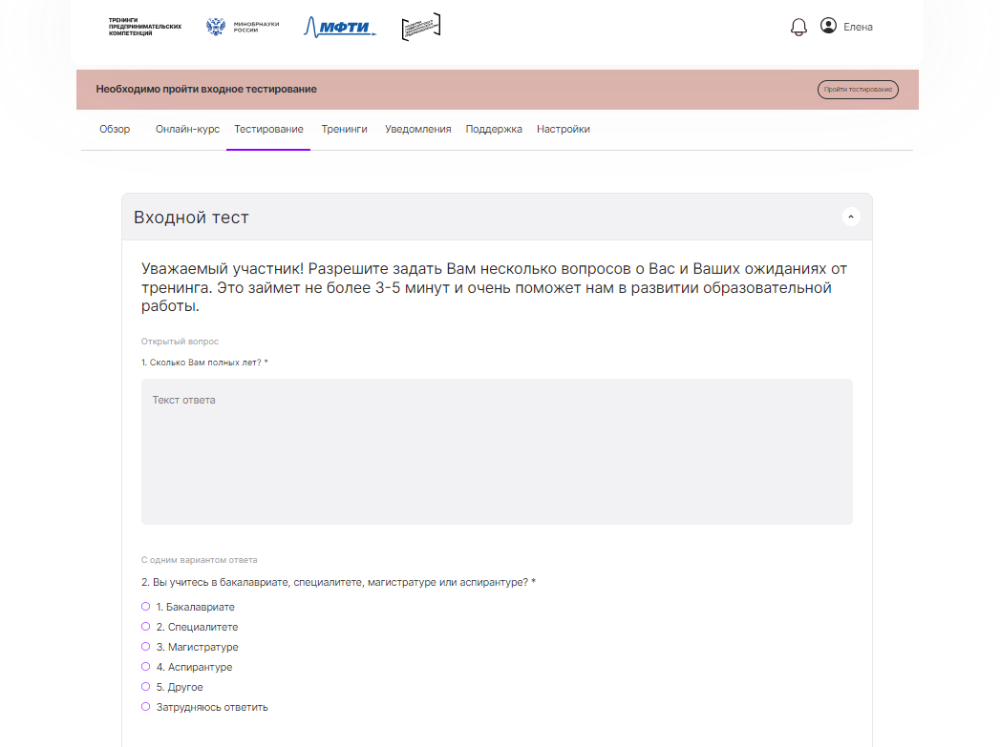 ТРЕНИНГИ
ПРЕДПРИНИМАТЕЛЬСКИХ
КОМПЕТЕНЦИЙ
МИНОБРНАУКИ
РОССИИ
МФТИ
Елена
Необходимо пройти входное тестирование
Пройти тестирование
Обзор Онлайн-курс Тестирование Тренинги Уведомления Поддержка Настройки
Входной тест
Уважаемый участник! Разрешите задать Вам несколько вопросов о Вас и Ваших ожиданиях от
тренинга. Это займет не более 3-5 минут и очень поможет нам в развитии образовательной
работы.
Открытый вопрос
1. Сколько Вам полных лет? *
Текст ответа
С одним вариантом ответа
2. Вы учитесь в бакалавриате, специалитете, магистратуре или аспирантуре? *
1. Бакалавриате
2. Специалитете
3. Магистратуре
4. Аспирантуре
5. Другое
Затрудняюсь ответить